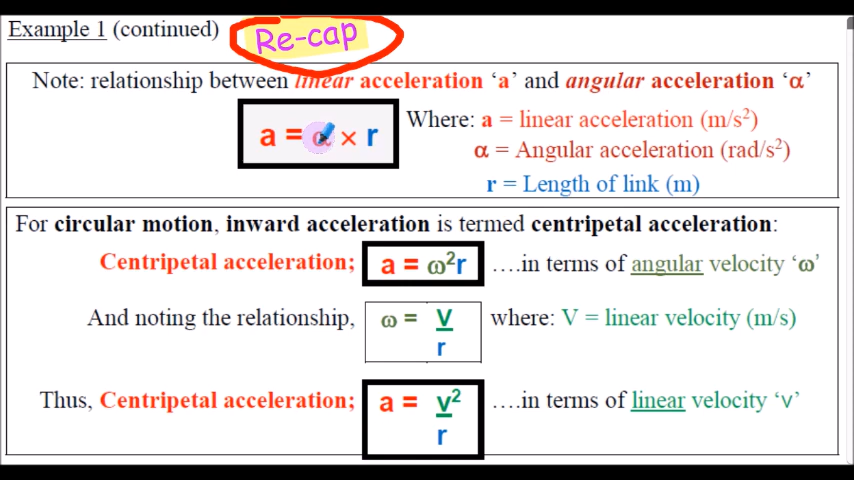 Example 1 (continued) Re-cap
Note: relationship between linear acceleration ‘a’ and angular acceleration ‘α’
a = α × r Where: a = linear acceleration (m/s²)
α = Angular acceleration (rad/s²)
r = Length of link (m)
For circular motion, inward acceleration is termed centripetal acceleration:
Centripetal acceleration; a = ω²r ….in terms of angular velocity ‘ω’
And noting the relationship, ω = V where: V = linear velocity (m/s)
r
Thus, Centripetal acceleration; a = v² ….in terms of linear velocity ‘v’
r